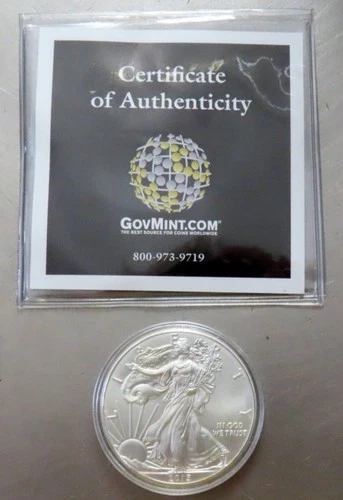 Certificate
of Authenticity
GOVMINT.COM®
THE BEST SOURCE FOR COINS WORLDWIDE
800-973-9719
LIBERTY
IN GOD
WE TRUST